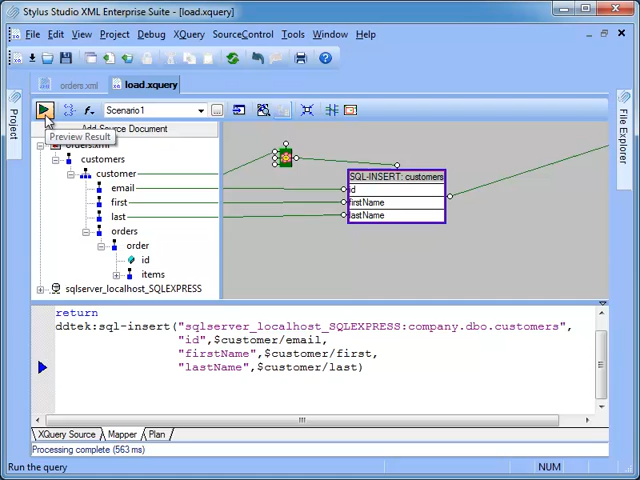 Stylus Studio XML Enterprise Suite - [load.xquery]
File Edit View Project Debug XQuery SourceControl Tools Window Help
orders.xml load.xquery
Scenario1
Add Source Document
Preview Result
orders.xml
customers
customer
email
first
last
orders
order
id
items
sqlserver_localhost_SQLEXPRESS
SQL-INSERT: customers
id
firstName
lastName
Project
File Explorer
return
ddtek:sql-insert("sqlserver_localhost_SQLEXPRESS:company.dbo.customers",
"id",$customer/email,
"firstName",$customer/first,
"lastName",$customer/last)
XQuery Source Mapper Plan
Processing complete (563 ms)
Run the query NUM